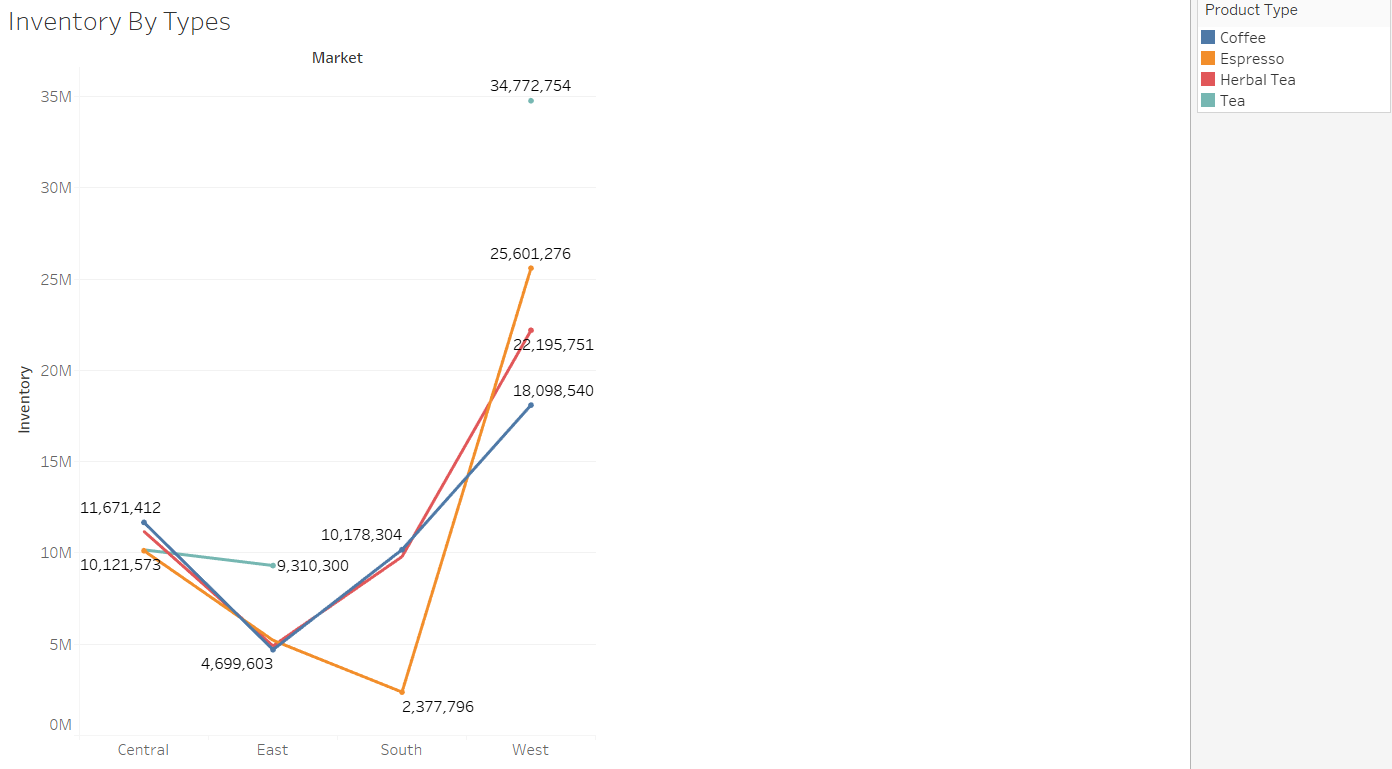 Inventory By Types
Market
Inventory
35M
30M
25M
20M
15M
10M
5M
0M
34,772,754
25,601,276
22,195,751
18,098,540
11,671,412
10,178,304
10,121,573
9,310,300
4,699,603
2,377,796
Central
East
South
West
Product Type
Coffee
Espresso
Herbal Tea
Tea